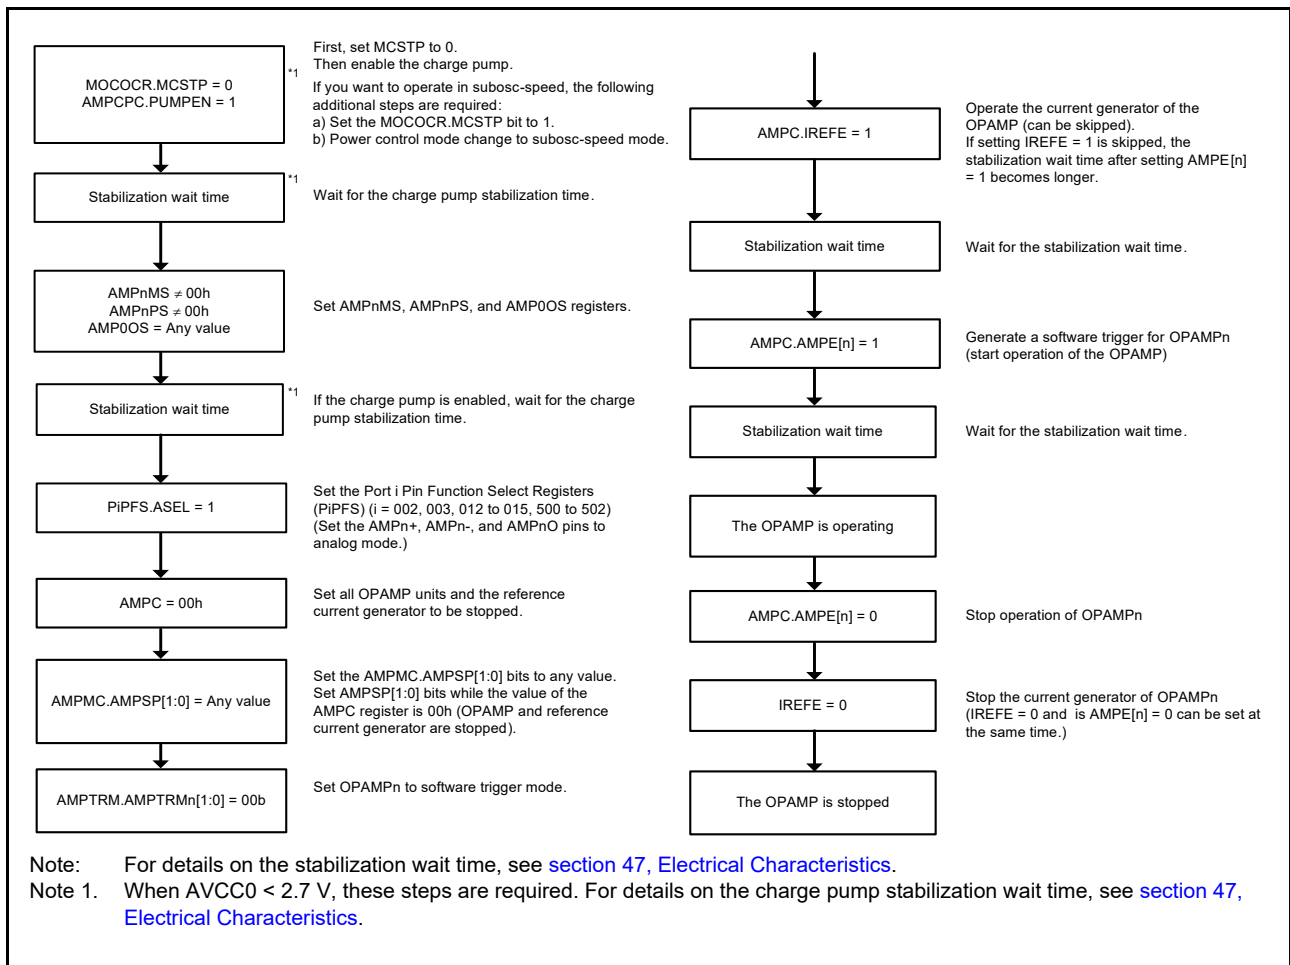 MOCOCR.MCSTP = 0
AMPCPC.PUMPEN = 1
*1
First, set MCSTP to 0.
Then enable the charge pump.
If you want to operate in subosc-speed, the following
additional steps are required:
a) Set the MOCOCR.MCSTP bit to 1.
b) Power control mode change to subosc-speed mode.
Stabilization wait time
*1
Wait for the charge pump stabilization time.
AMPnMS ≠ 00h
AMPnPS ≠ 00h
AMP0OS = Any value
Set AMPnMS, AMPnPS, and AMP0OS registers.
Stabilization wait time
*1
If the charge pump is enabled, wait for the charge
pump stabilization time.
PiPFS.ASEL = 1
Set the Port i Pin Function Select Registers
(PiPFS) (i = 002, 003, 012 to 015, 500 to 502)
(Set the AMPn+, AMPn-, and AMPnO pins to
analog mode.)
AMPC = 00h
Set all OPAMP units and the reference
current generator to be stopped.
AMPMC.AMPSP[1:0] = Any value
Set the AMPMC.AMPSP[1:0] bits to any value.
Set AMPSP[1:0] bits while the value of the
AMPC register is 00h (OPAMP and reference
current generator are stopped).
AMPTRM.AMPTRMn[1:0] = 00b
Set OPAMPn to software trigger mode.
AMPC.IREFE = 1
Operate the current generator of the
OPAMP (can be skipped).
If setting IREFE = 1 is skipped, the
stabilization wait time after setting AMPE[n]
= 1 becomes longer.
Stabilization wait time
Wait for the stabilization wait time.
AMPC.AMPE[n] = 1
Generate a software trigger for OPAMPn
(start operation of the OPAMP)
Stabilization wait time
Wait for the stabilization wait time.
The OPAMP is operating
AMPC.AMPE[n] = 0
Stop operation of OPAMPn
IREFE = 0
Stop the current generator of OPAMPn
(IREFE = 0 and  is AMPE[n] = 0 can be set at
the same time.)
The OPAMP is stopped
Note: For details on the stabilization wait time, see section 47, Electrical Characteristics.
Note 1. When AVCC0 < 2.7 V, these steps are required. For details on the charge pump stabilization wait time, see section 47,
Electrical Characteristics.